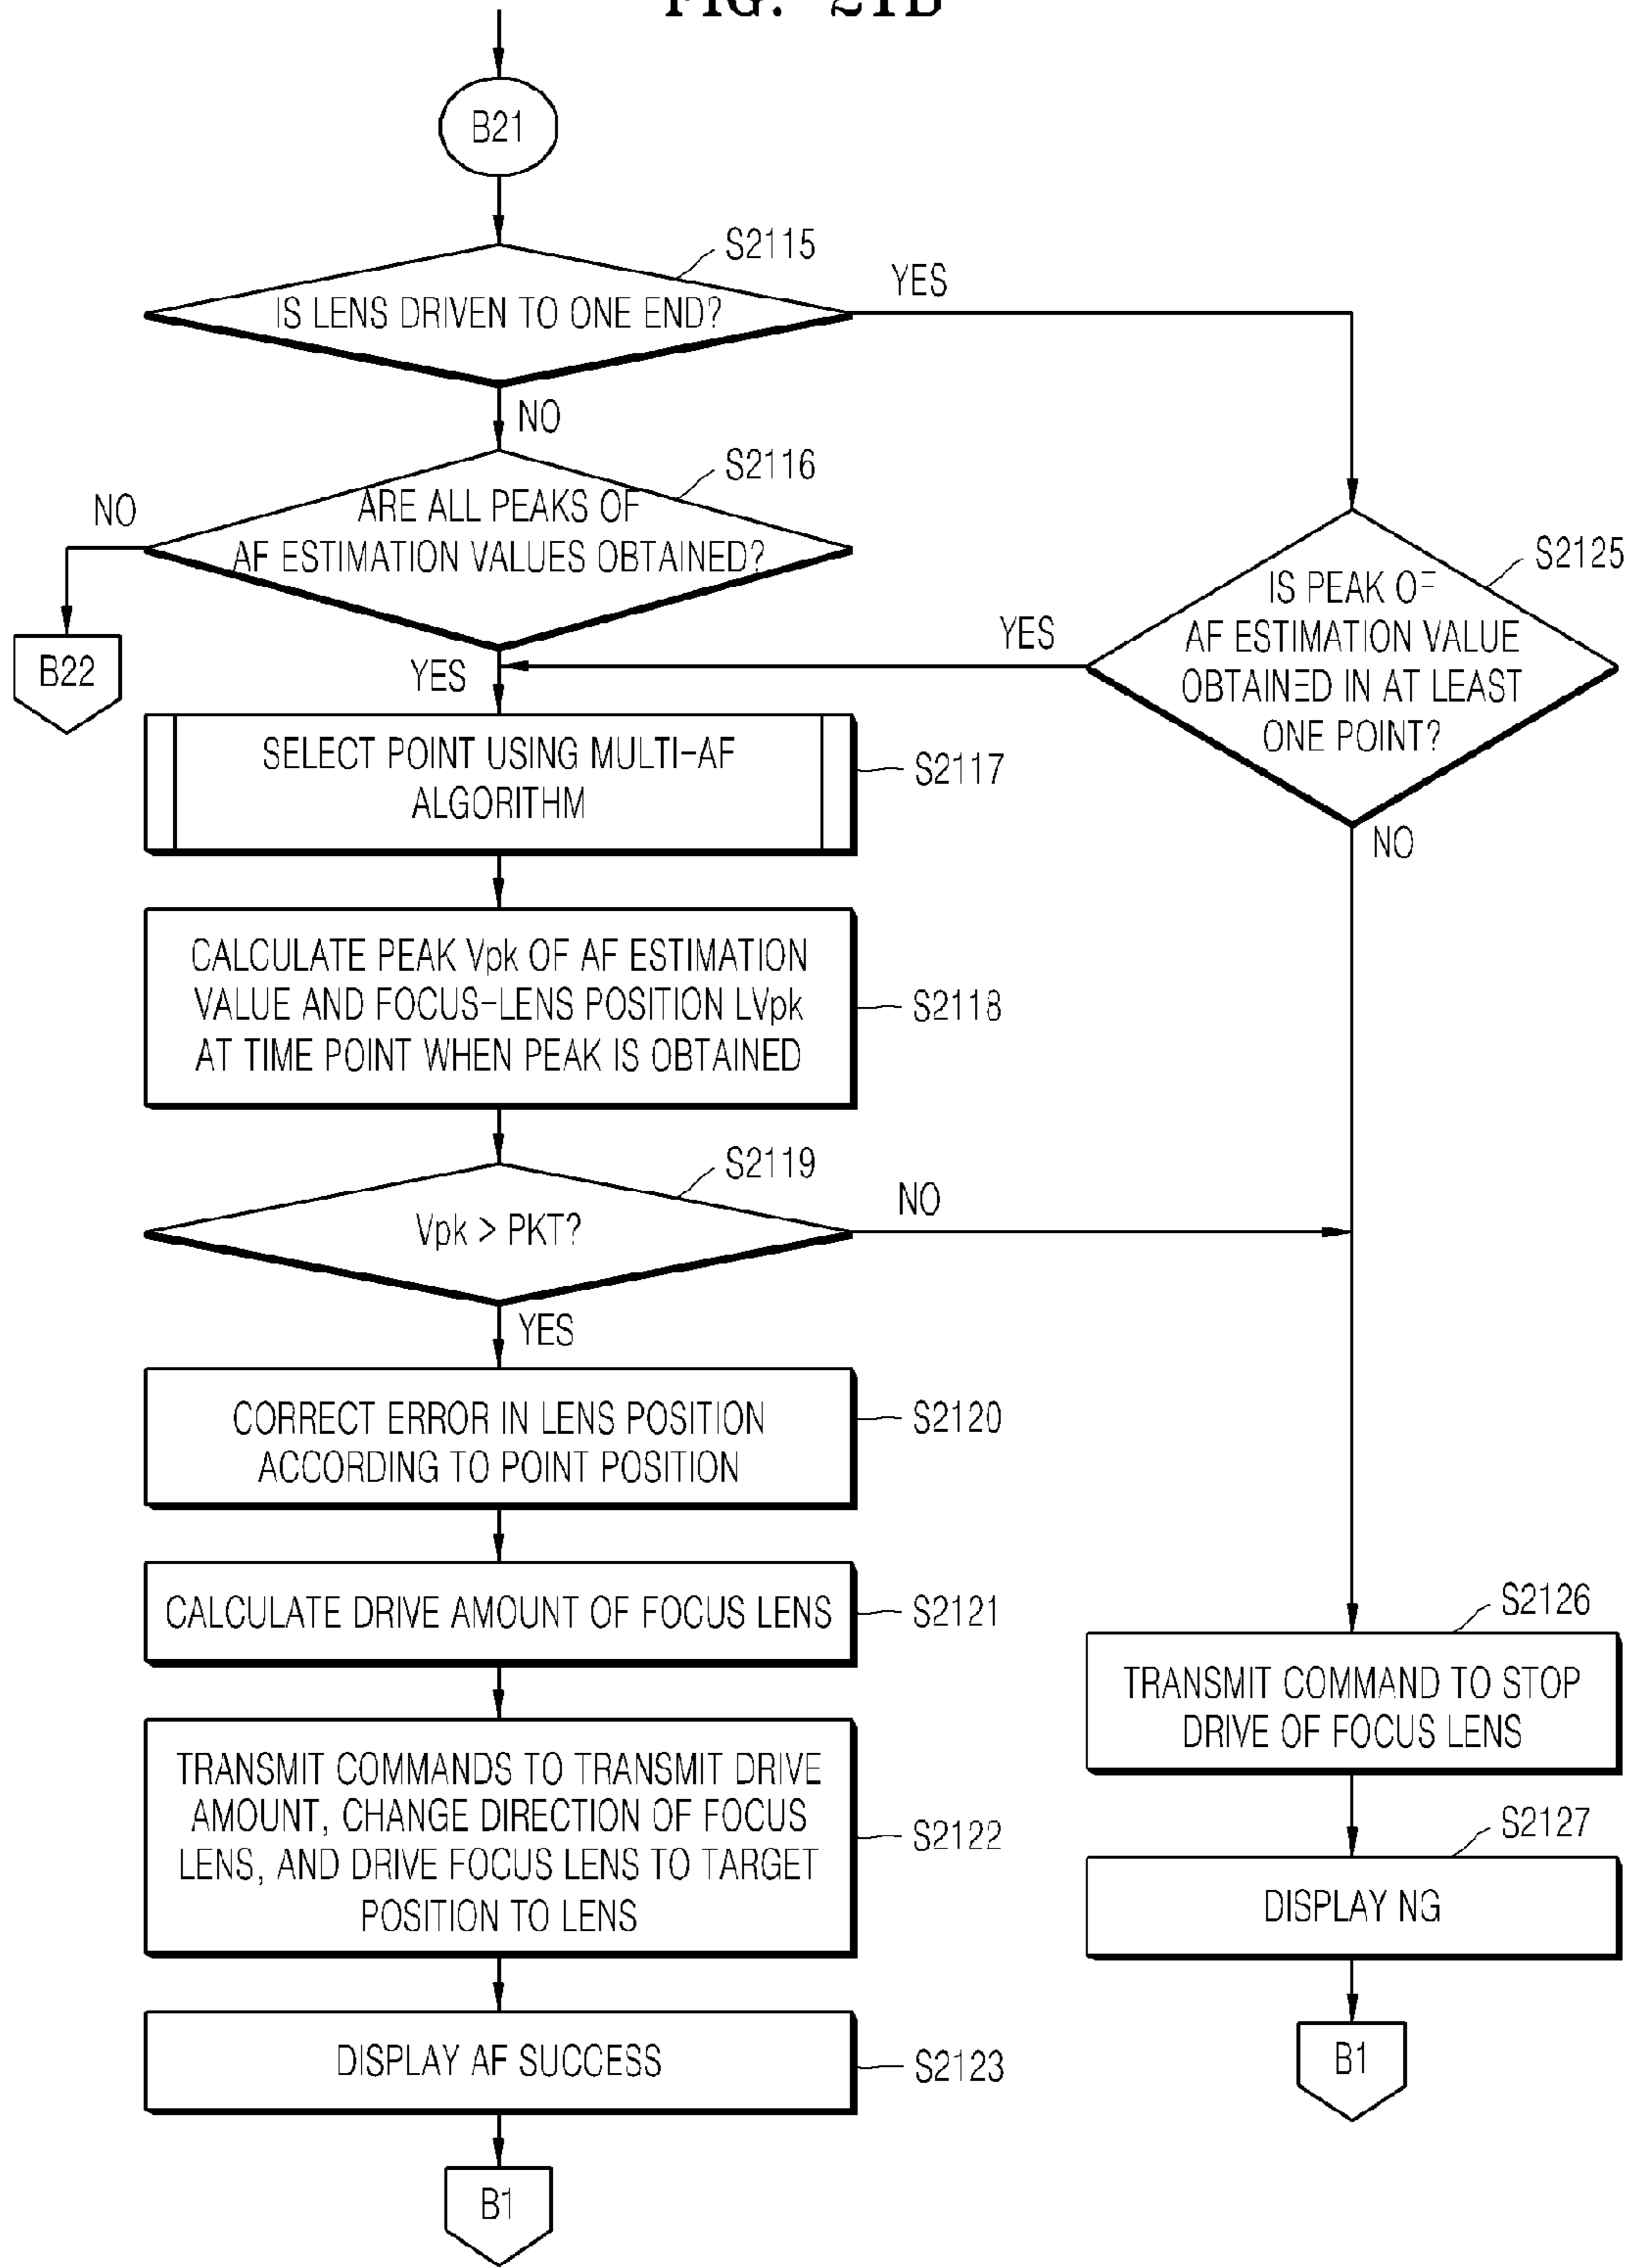 FIG. 21B
B21
S2115
IS LENS DRIVEN TO ONE END?
YES
NO
S2116
ARE ALL PEAKS OF
AF ESTIMATION VALUES OBTAINED?
NO
B22
YES
S2125
IS PEAK OF
AF ESTIMATION VALUE
OBTAINED IN AT LEAST
ONE POINT?
YES
NO
SELECT POINT USING MULTI-AF
ALGORITHM
S2117
CALCULATE PEAK Vpk OF AF ESTIMATION
VALUE AND FOCUS-LENS POSITION LVpk
AT TIME POINT WHEN PEAK IS OBTAINED
S2118
S2119
Vpk > PKT?
NO
YES
CORRECT ERROR IN LENS POSITION
ACCORDING TO POINT POSITION
S2120
CALCULATE DRIVE AMOUNT OF FOCUS LENS
S2121
TRANSMIT COMMANDS TO TRANSMIT DRIVE
AMOUNT, CHANGE DIRECTION OF FOCUS
LENS, AND DRIVE FOCUS LENS TO TARGET
POSITION TO LENS
S2122
DISPLAY AF SUCCESS
S2123
B1
S2126
TRANSMIT COMMAND TO STOP
DRIVE OF FOCUS LENS
S2127
DISPLAY NG
B1